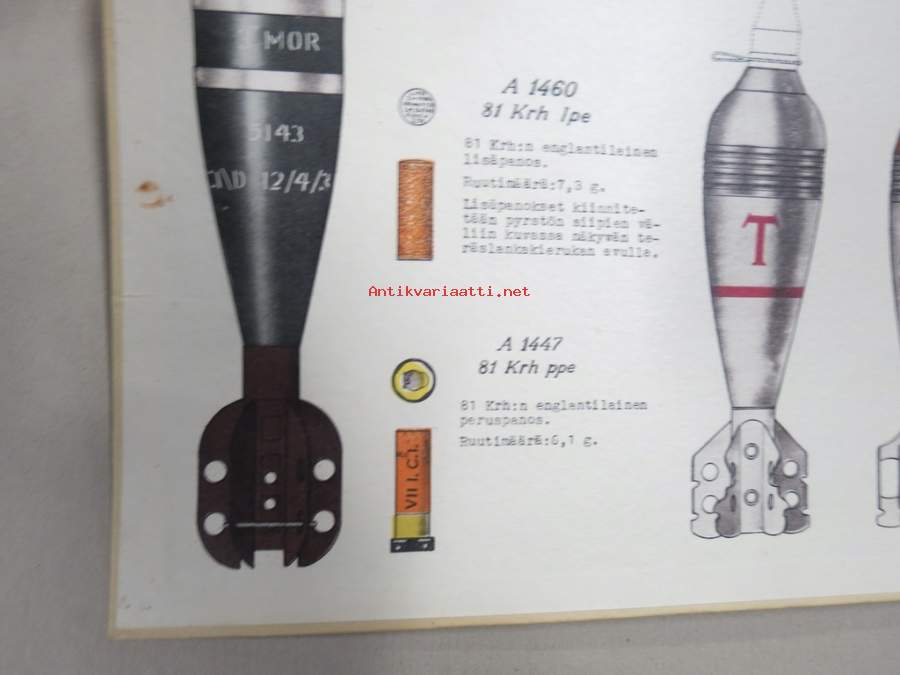 MOR
5143
12/4/3
A 1460
81 Krh lpe
81 Krh:n englantilainen
lisäpanos.
Ruutimäärä:7,3 g.
Lisäpanokset kiinnite-
tään pyrstön siipien vä-
liin kuvassa näkyvän te-
räslankakierukan avulla.
T
Antikvariaatti.net
A 1447
81 Krh ppe
81 Krh:n englantilainen
peruspanos.
Ruutimäärä:6,1 g.
VII I.C.I.